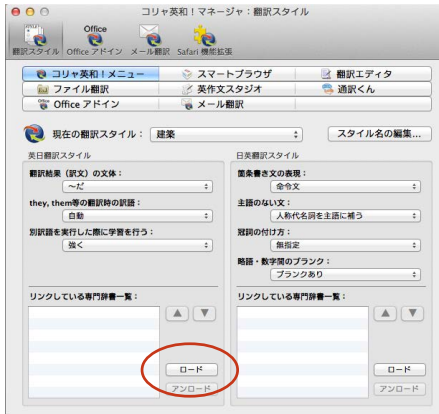 コリャ英和！マネージャ：翻訳スタイル
翻訳スタイル Office アドイン メール翻訳 Safari 機能拡張
Office
コリャ英和！メニュー スマートブラウザ 翻訳エディタ
ファイル翻訳 英作文スタジオ 通訳くん
Office アドイン メール翻訳
現在の翻訳スタイル： 建築 スタイル名の編集...
英日翻訳スタイル
翻訳結果（訳文）の文体：
〜だ
they, them等の翻訳時の訳語：
自動
別訳語を実行した際に学習を行う：
強く
リンクしている専門辞書一覧：
ロード
アンロード
日英翻訳スタイル
箇条書き文の表現：
命令文
主語のない文：
人称代名詞を主語に補う
冠詞の付け方：
無指定
略語・数字間のブランク：
ブランクあり
リンクしている専門辞書一覧：
ロード
アンロード